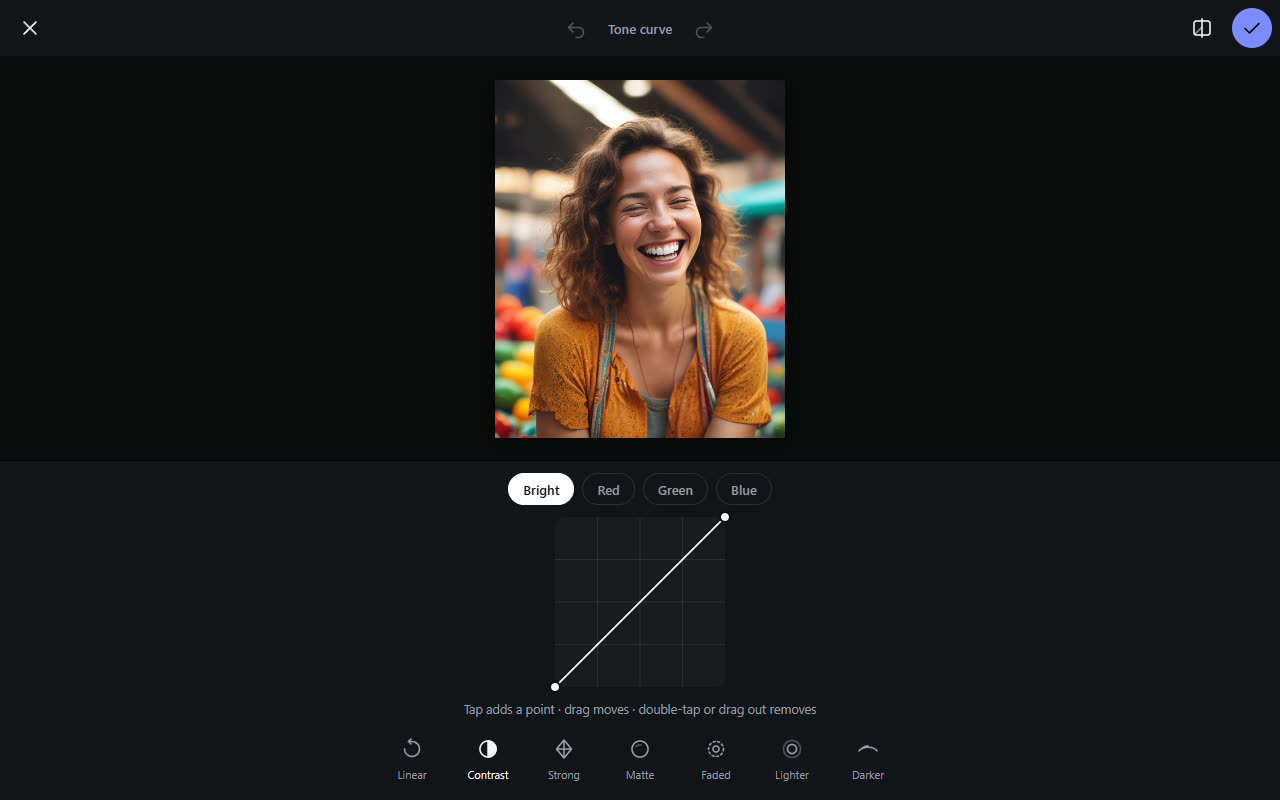 Tone curve
Bright Red Green Blue
Tap adds a point · drag moves · double-tap or drag out removes
Linear Contrast Strong Matte Faded Lighter Darker